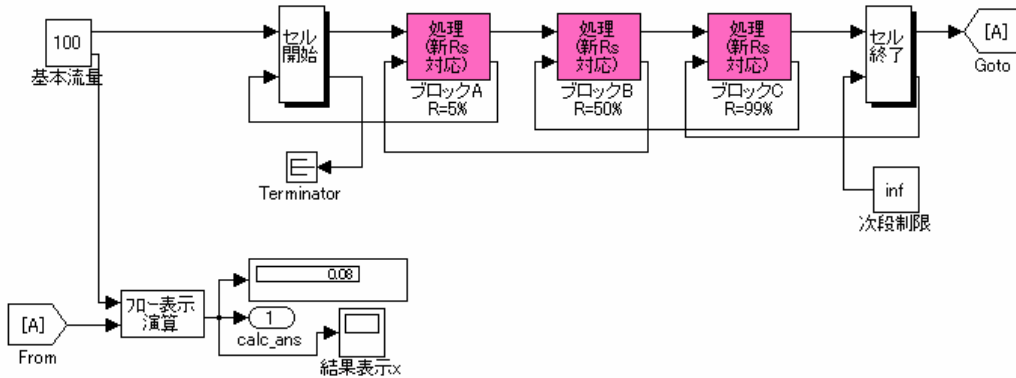 100
基本流量
セル
開始
処理
(新Rs
対応)
ブロックA
R=5%
処理
(新Rs
対応)
ブロックB
R=50%
処理
(新Rs
対応)
ブロックC
R=99%
セル
終了
[A]
Goto
Terminator
inf
次段制限
[A]
From
フロー表示
演算
0.08
1
calc_ans
結果表示x